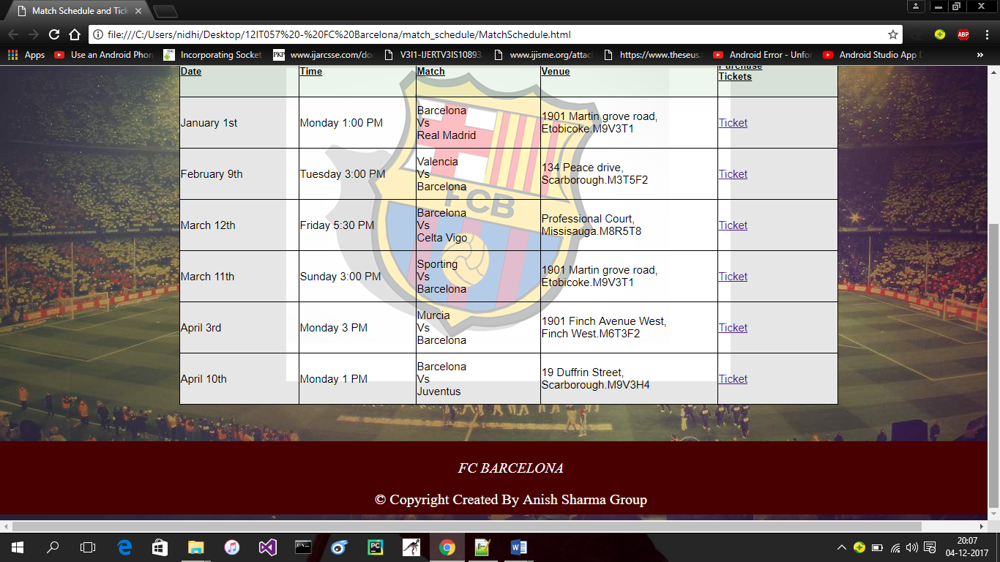 Match Schedule and Tick
file:///C:/Users/nidhi/Desktop/12IT057%20-%20FC%20Barcelona/match_schedule/MatchSchedule.html
ABP
Apps
Use an Android Phon
Incorporating Socket
PKP
www.ijarcsse.com/do
V3I1-IJERTV3IS10893
www.ijisme.org/attac
https://www.theseus.
Android Error - Unfor
Android Studio App D
»
Date Time Match Venue Purchase
Tickets
January 1st Monday 1:00 PM Barcelona
Vs
Real Madrid
1901 Martin grove road,
Etobicoke.M9V3T1
Ticket
February 9th Tuesday 3:00 PM Valencia
Vs
Barcelona
134 Peace drive,
Scarborough.M3T5F2
Ticket
March 12th Friday 5:30 PM Barcelona
Vs
Celta Vigo
Professional Court,
Missisauga.M8R5T8
Ticket
March 11th Sunday 3:00 PM Sporting
Vs
Barcelona
1901 Martin grove road,
Etobicoke.M9V3T1
Ticket
April 3rd Monday 3 PM Murcia
Vs
Barcelona
1901 Finch Avenue West,
Finch West.M6T3F2
Ticket
April 10th Monday 1 PM Barcelona
Vs
Juventus
19 Duffrin Street,
Scarborough.M9V3H4
Ticket
FCB
FC BARCELONA
© Copyright Created By Anish Sharma Group
PC
20:07
04-12-2017